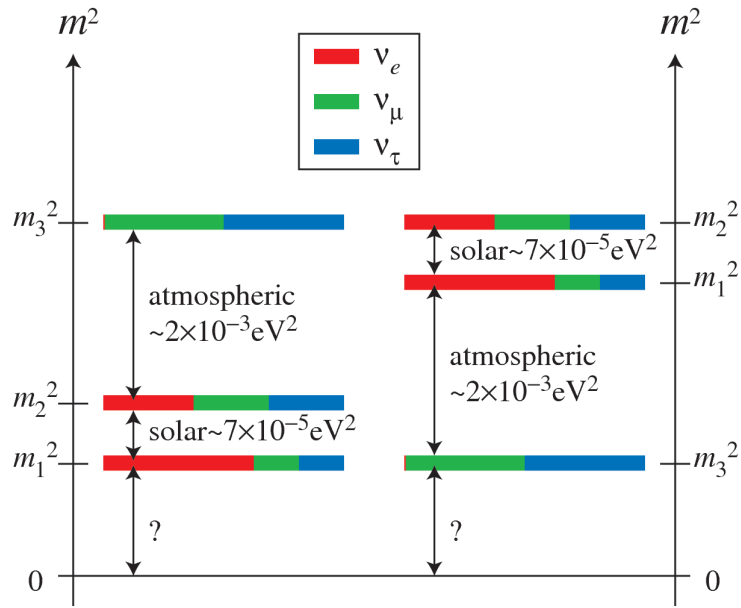 m²
m²
νₑ
ν_μ
ν_τ
m₃²
m₂²
solar~7×10⁻⁵eV²
m₁²
atmospheric
~2×10⁻³eV²
atmospheric
~2×10⁻³eV²
m₂²
solar~7×10⁻⁵eV²
m₁²
m₃²
?
?
0
0